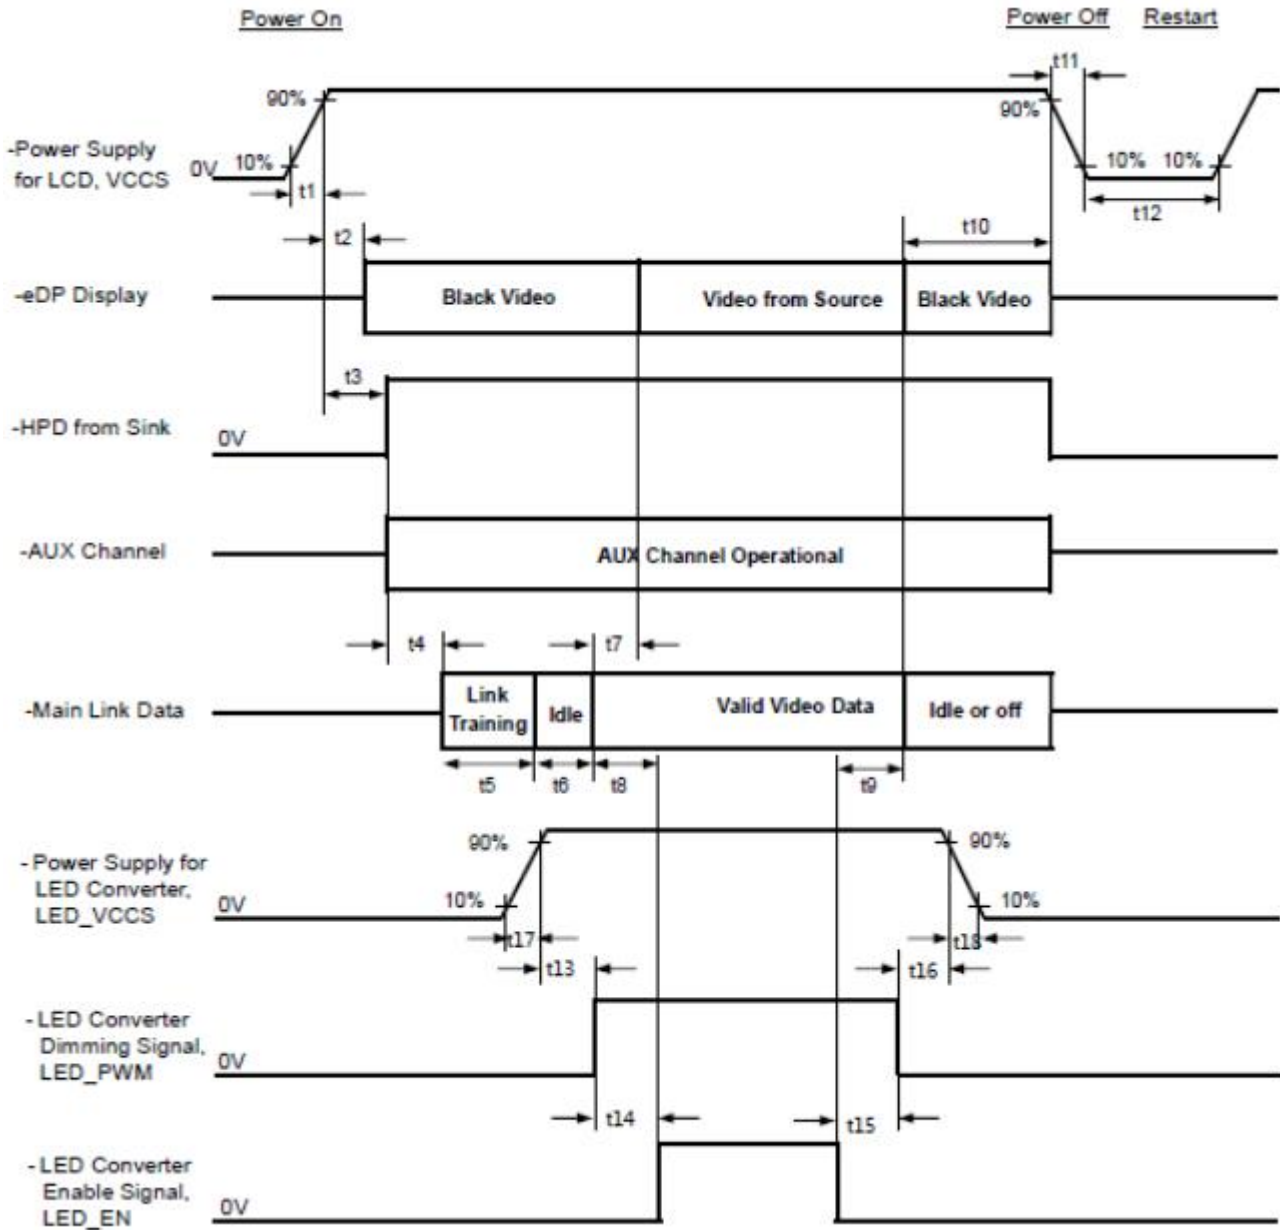 Power On
Power Off
Restart
t11
90%
90%
-Power Supply
for LCD, VCCS
0V
10%
10%
10%
t1
t12
t2
t10
-eDP Display
Black Video
Video from Source
Black Video
t3
-HPD from Sink
0V
-AUX Channel
AUX Channel Operational
t4
t7
-Main Link Data
Link
Training
Idle
Valid Video Data
Idle or off
t5
t6
t8
t9
90%
90%
- Power Supply for
LED Converter,
LED_VCCS
0V
10%
10%
t17
t18
t13
t16
- LED Converter
Dimming Signal,
LED_PWM
0V
t14
t15
- LED Converter
Enable Signal,
LED_EN
0V